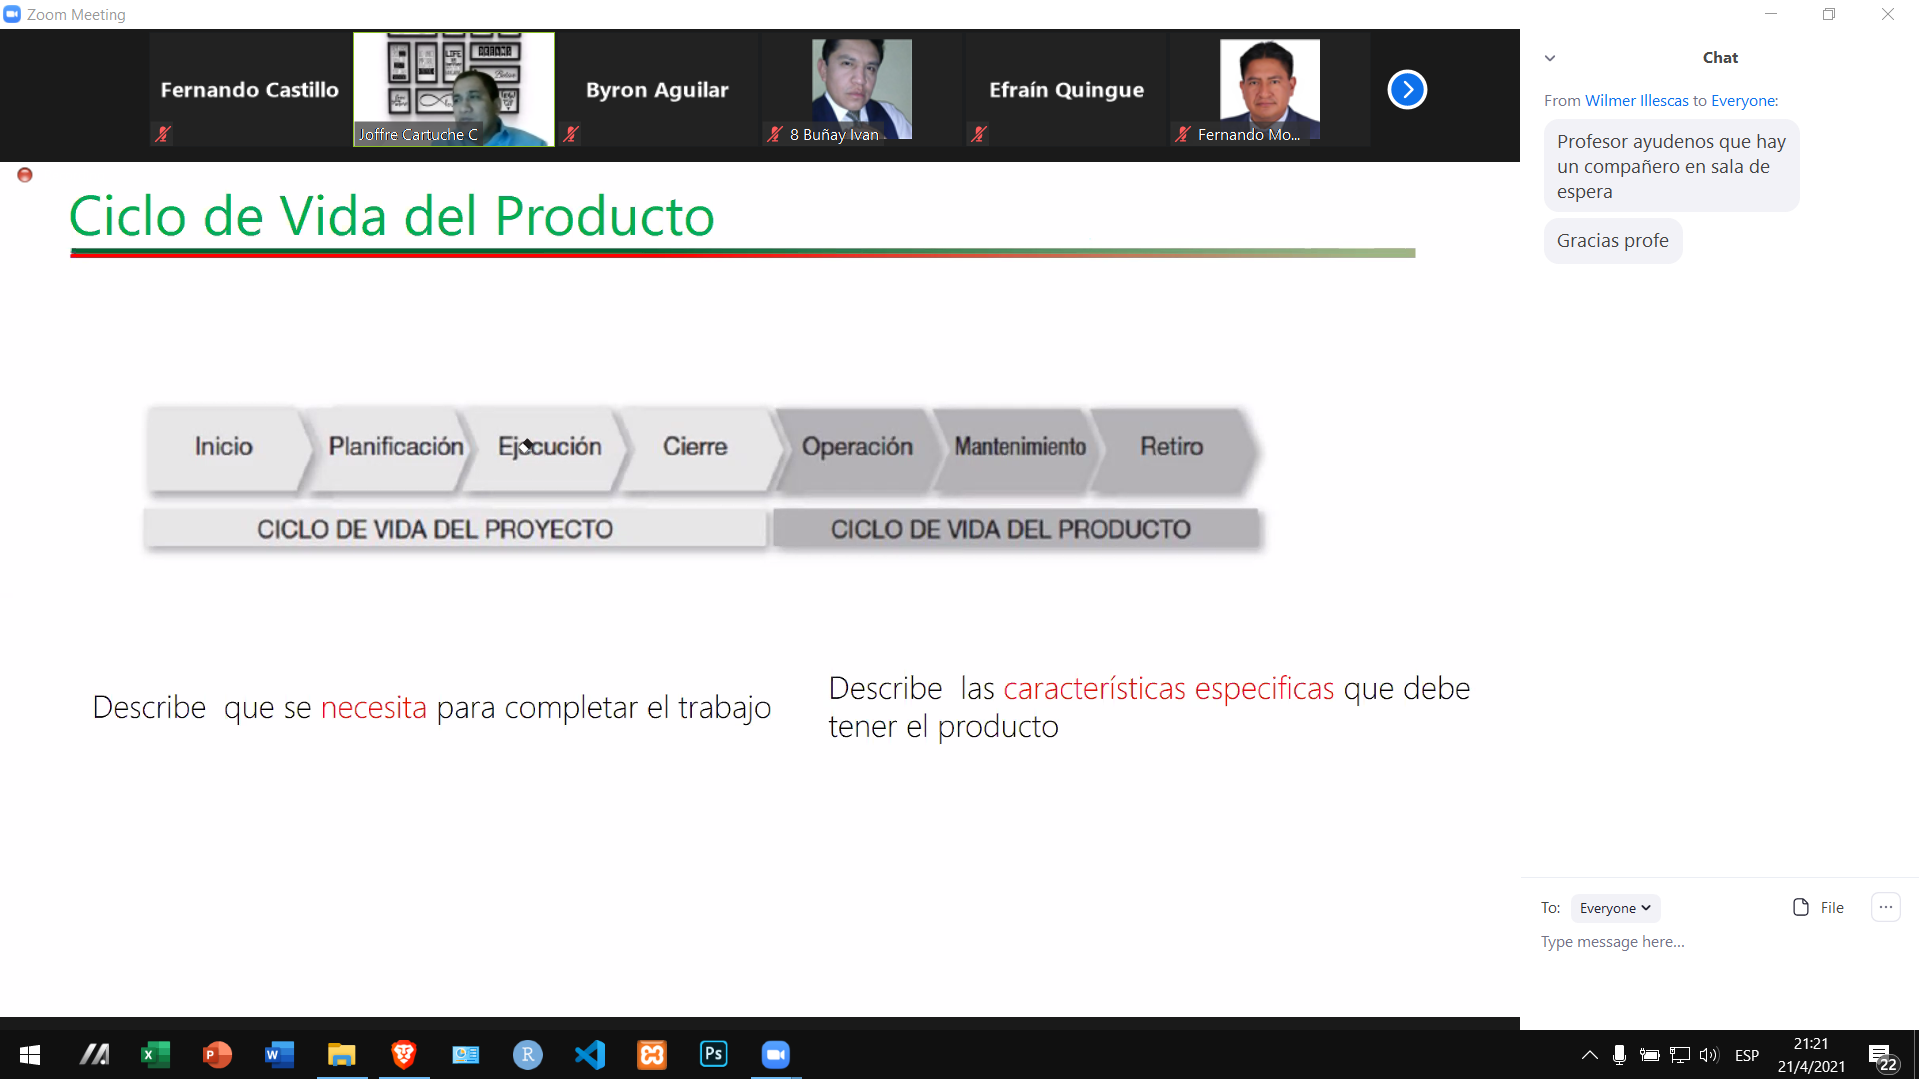 Zoom Meeting
Fernando Castillo
Joffre Cartuche C
Byron Aguilar
8 Buñay Ivan
Efraín Quingue
Fernando Mo...
Ciclo de Vida del Producto
Inicio
Planificación
Ejecución
Cierre
Operación
Mantenimiento
Retiro
CICLO DE VIDA DEL PROYECTO
CICLO DE VIDA DEL PRODUCTO
Describe que se necesita para completar el trabajo
Describe las características especificas que debe
tener el producto
Chat
From Wilmer Illescas to Everyone:
Profesor ayudenos que hay
un compañero en sala de
espera
Gracias profe
To: Everyone
File
Type message here...
ESP
21:21
21/4/2021
22